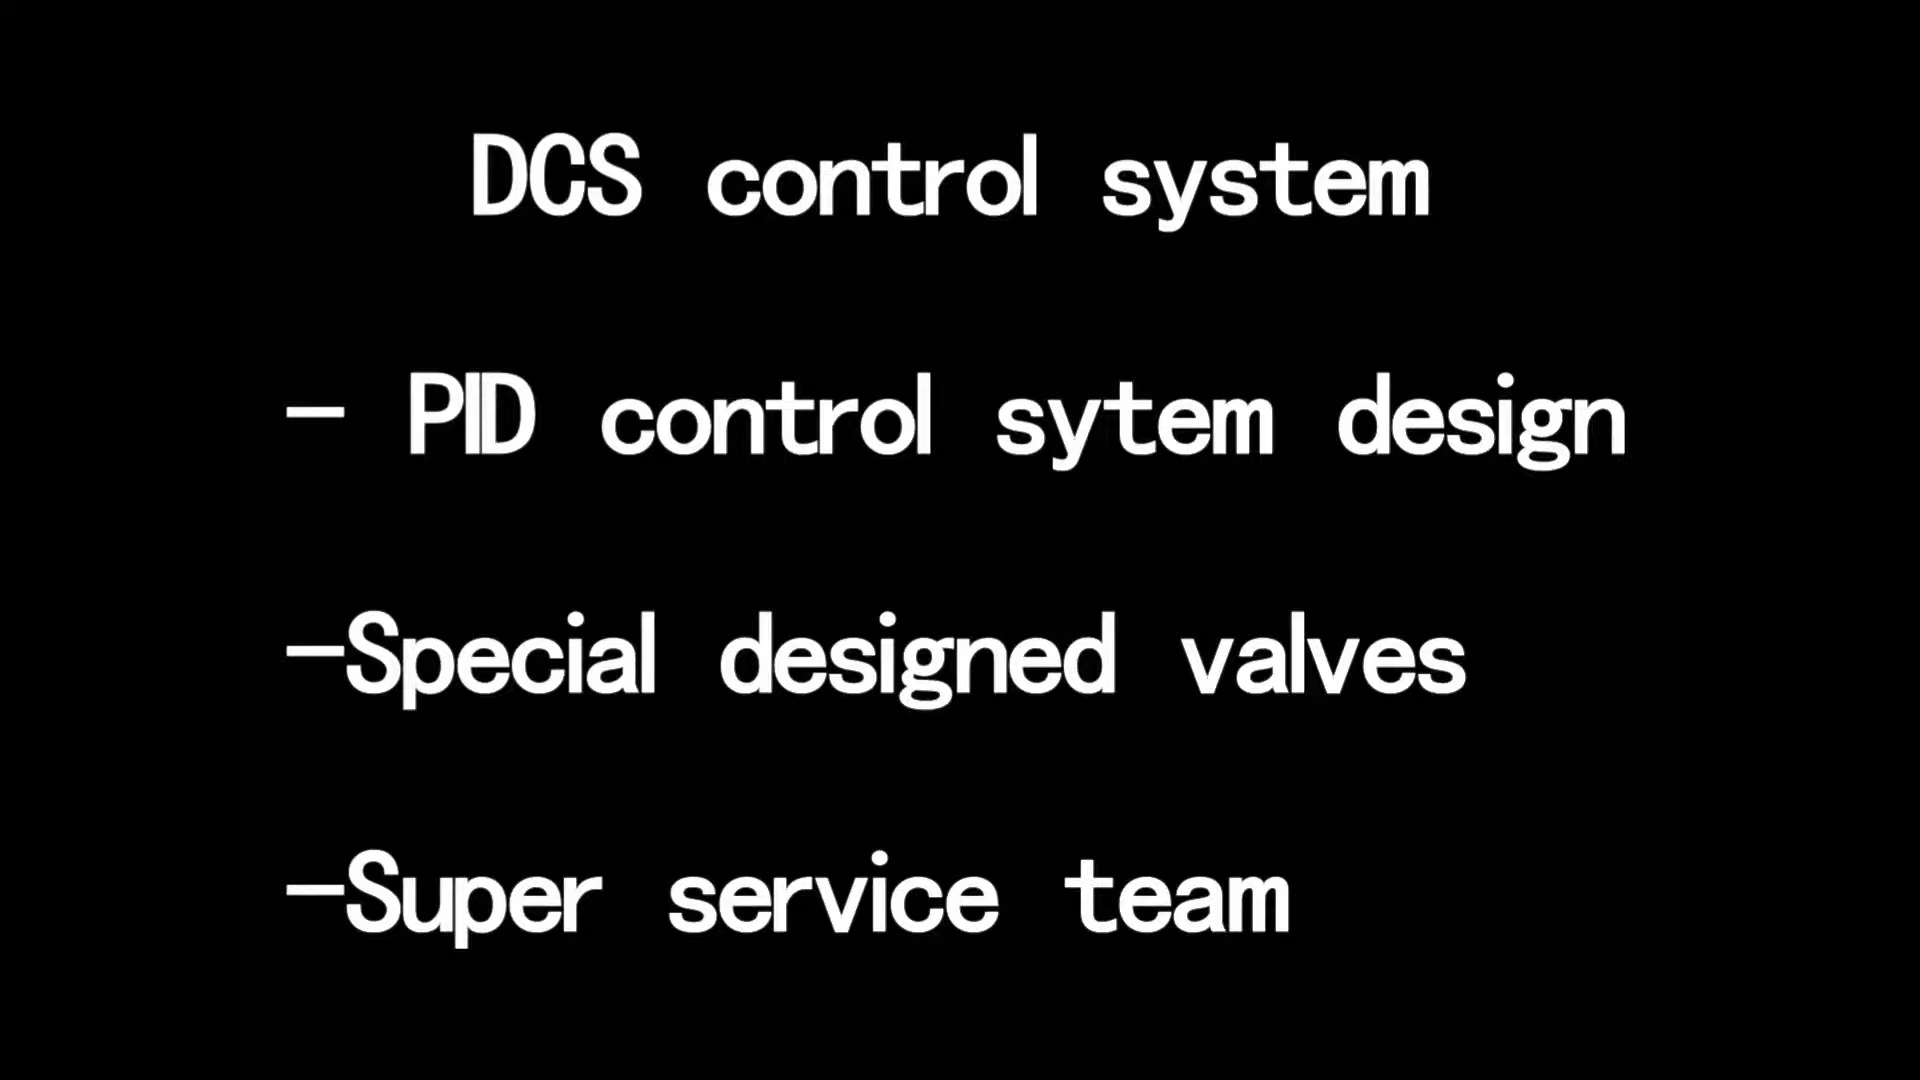 DCS control system
- PID control sytem design
-Special designed valves
-Super service team